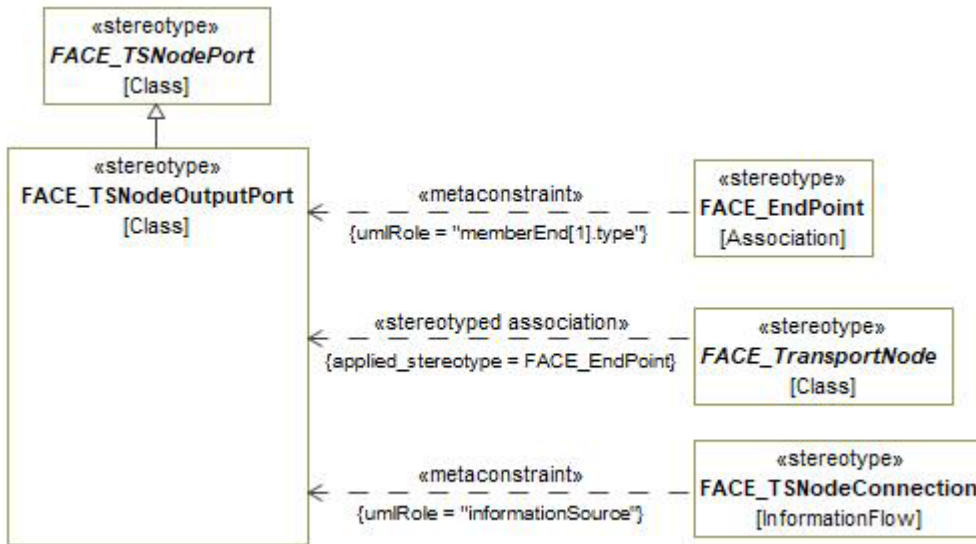 «stereotype»
FACE_TSNodePort
[Class]
«stereotype»
FACE_TSNodeOutputPort
[Class]
«metaconstraint»
{umlRole = "memberEnd[1].type"}
«stereotype»
FACE_EndPoint
[Association]
«stereotyped association»
{applied_stereotype = FACE_EndPoint}
«stereotype»
FACE_TransportNode
[Class]
«metaconstraint»
{umlRole = "informationSource"}
«stereotype»
FACE_TSNodeConnection
[InformationFlow]